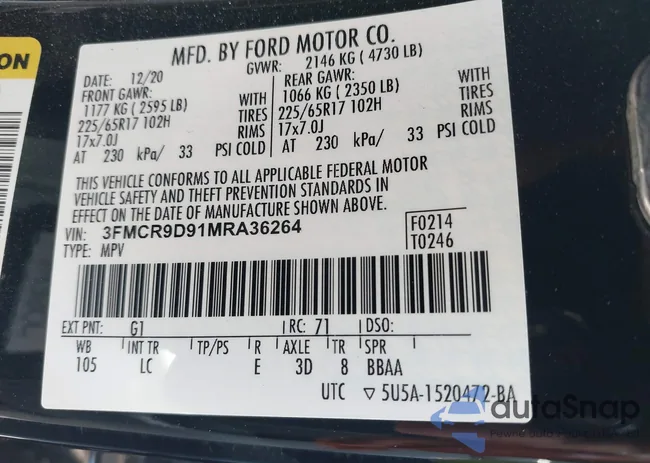 ON
MFD. BY FORD MOTOR CO.
DATE: 12/20 GVWR: 2146 KG ( 4730 LB)
FRONT GAWR: REAR GAWR:
1177 KG ( 2595 LB) WITH 1066 KG ( 2350 LB) WITH
225/65R17 102H TIRES 225/65R17 102H TIRES
17x7.0J RIMS 17x7.0J RIMS
AT 230 kPa/ 33 PSI COLD AT 230 kPa/ 33 PSI COLD
THIS VEHICLE CONFORMS TO ALL APPLICABLE FEDERAL MOTOR
VEHICLE SAFETY AND THEFT PREVENTION STANDARDS IN
EFFECT ON THE DATE OF MANUFACTURE SHOWN ABOVE.
VIN: 3FMCR9D91MRA36264 F0214
TYPE: MPV T0246
EXT PNT: G1 RC: 71 DSO:
WB INT TR TP/PS R AXLE TR SPR
105 LC E 3D 8 BBAA
UTC ▽ 5U5A-1520472-BA
autoSnap